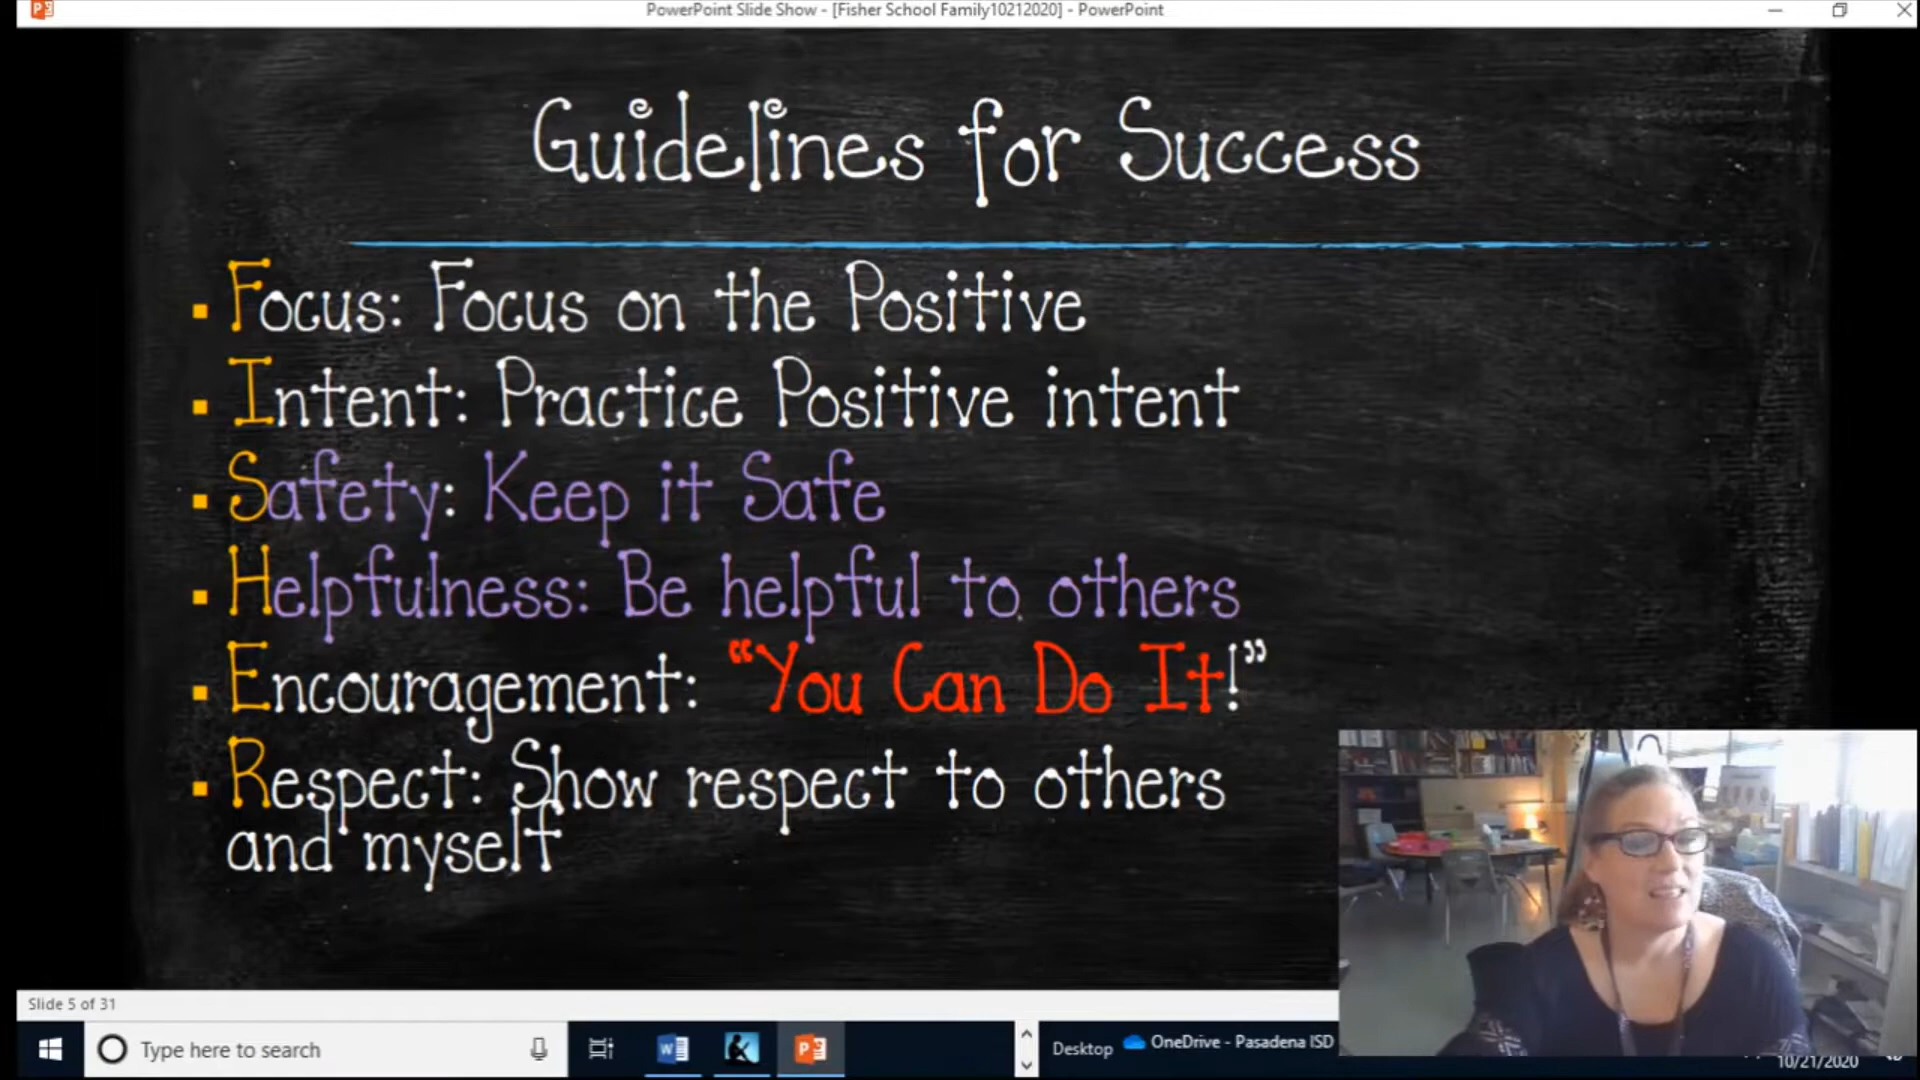 PowerPoint Slide Show - [Fisher School Family10212020] - PowerPoint
Guidelines for Success
Focus: Focus on the Positive
Intent: Practice Positive intent
Safety: Keep it Safe
Helpfulness: Be helpful to others
Encouragement: “You Can Do It!”
Respect: Show respect to others
and myself
Slide 5 of 31
Type here to search
Desktop
OneDrive - Pasadena ISD
10/21/2020